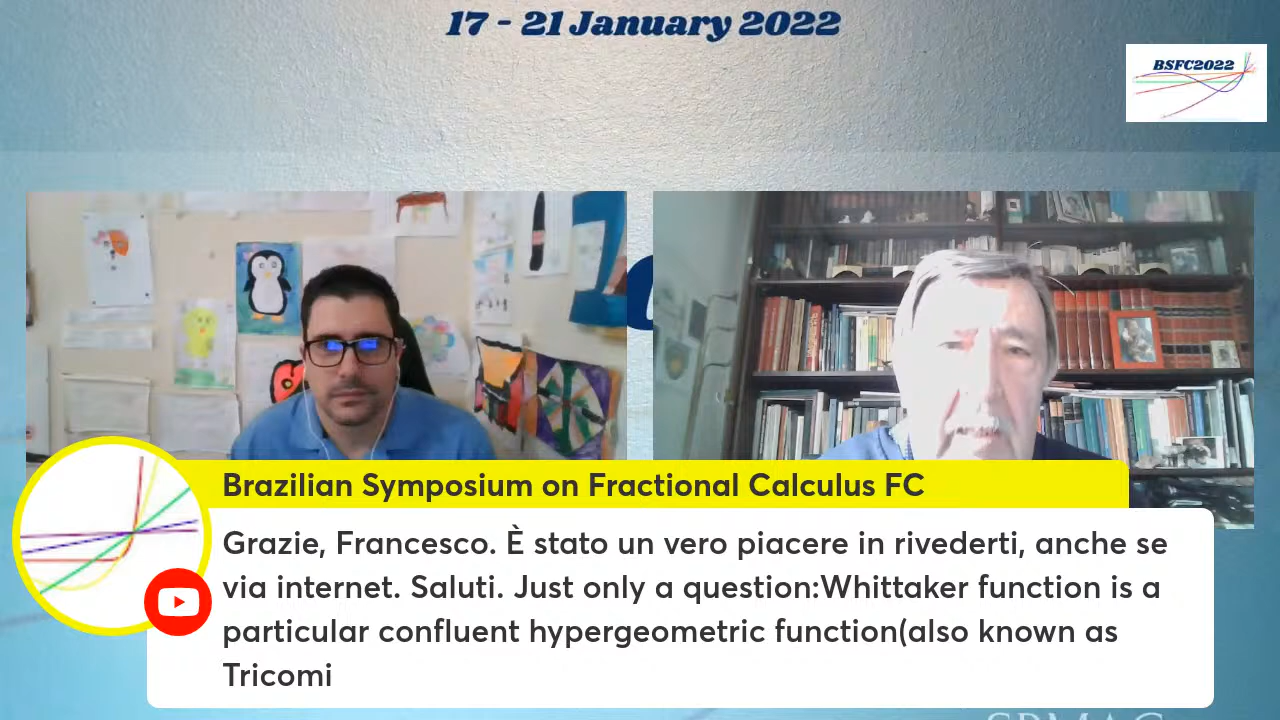 17 - 21 January 2022
BSFC2022
Brazilian Symposium on Fractional Calculus FC
Grazie, Francesco. È stato un vero piacere in rivederti, anche se
via internet. Saluti. Just only a question:Whittaker function is a
particular confluent hypergeometric function(also known as
Tricomi